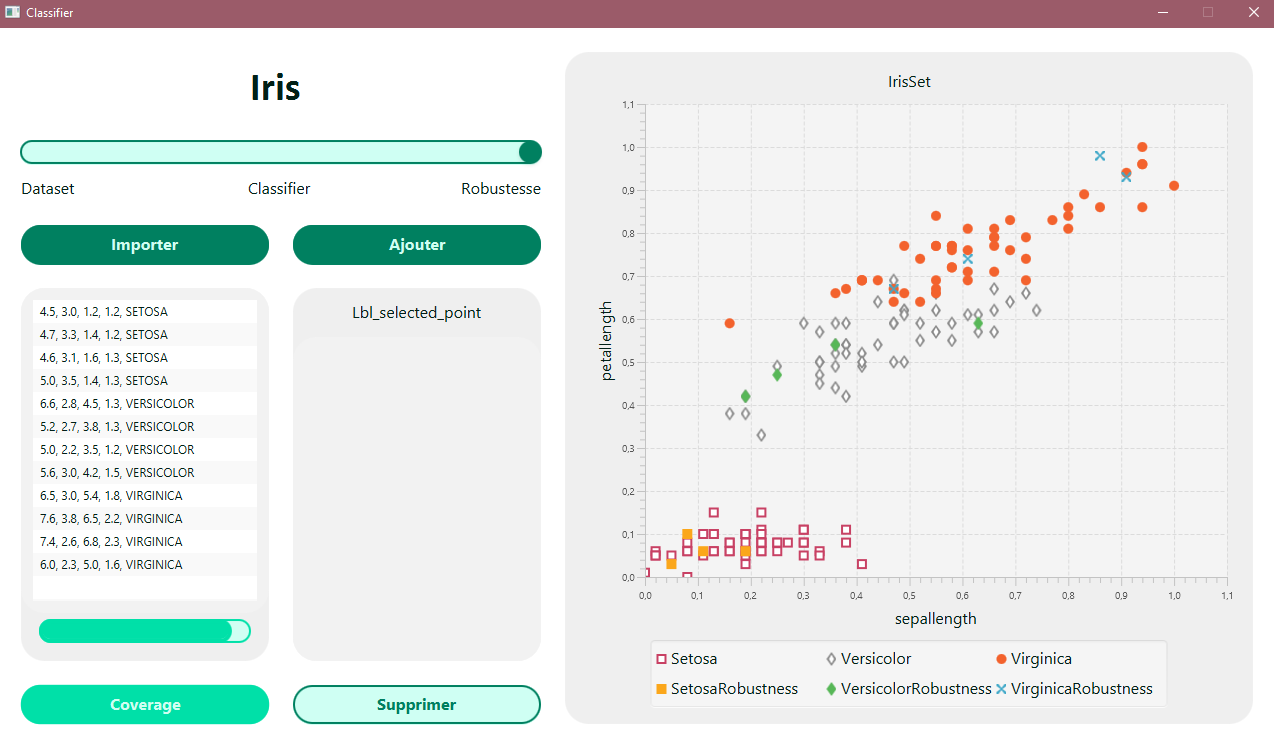 Classifier
Iris
Dataset Classifier Robustesse
Importer Ajouter
4.5, 3.0, 1.2, 1.2, SETOSA
4.7, 3.3, 1.4, 1.2, SETOSA
4.6, 3.1, 1.6, 1.3, SETOSA
5.0, 3.5, 1.4, 1.3, SETOSA
6.6, 2.8, 4.5, 1.3, VERSICOLOR
5.2, 2.7, 3.8, 1.3, VERSICOLOR
5.0, 2.2, 3.5, 1.2, VERSICOLOR
5.6, 3.0, 4.2, 1.5, VERSICOLOR
6.5, 3.0, 5.4, 1.8, VIRGINICA
7.6, 3.8, 6.5, 2.2, VIRGINICA
7.4, 2.6, 6.8, 2.3, VIRGINICA
6.0, 2.3, 5.0, 1.6, VIRGINICA
Lbl_selected_point
Coverage Supprimer
IrisSet
1,1
1,0
0,9
0,8
0,7
0,6
0,5
0,4
0,3
0,2
0,1
0,0
petallength
0,0 0,1 0,2 0,3 0,4 0,5 0,6 0,7 0,8 0,9 1,0 1,1
sepallength
Setosa Versicolor Virginica
SetosaRobustness VersicolorRobustness VirginicaRobustness